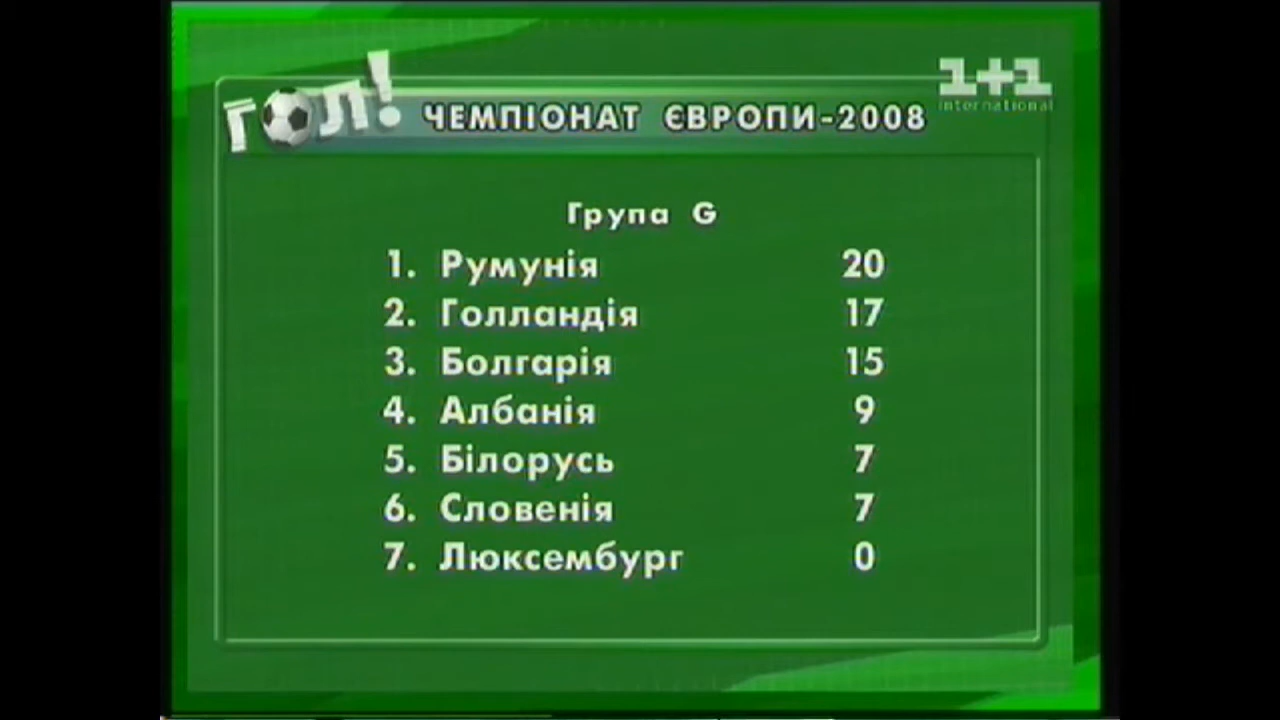 ГОЛ!
1+1
international
ЧЕМПІОНАТ ЄВРОПИ-2008
Група G
1. Румунія 20
2. Голландія 17
3. Болгарія 15
4. Албанія 9
5. Білорусь 7
6. Словенія 7
7. Люксембург 0